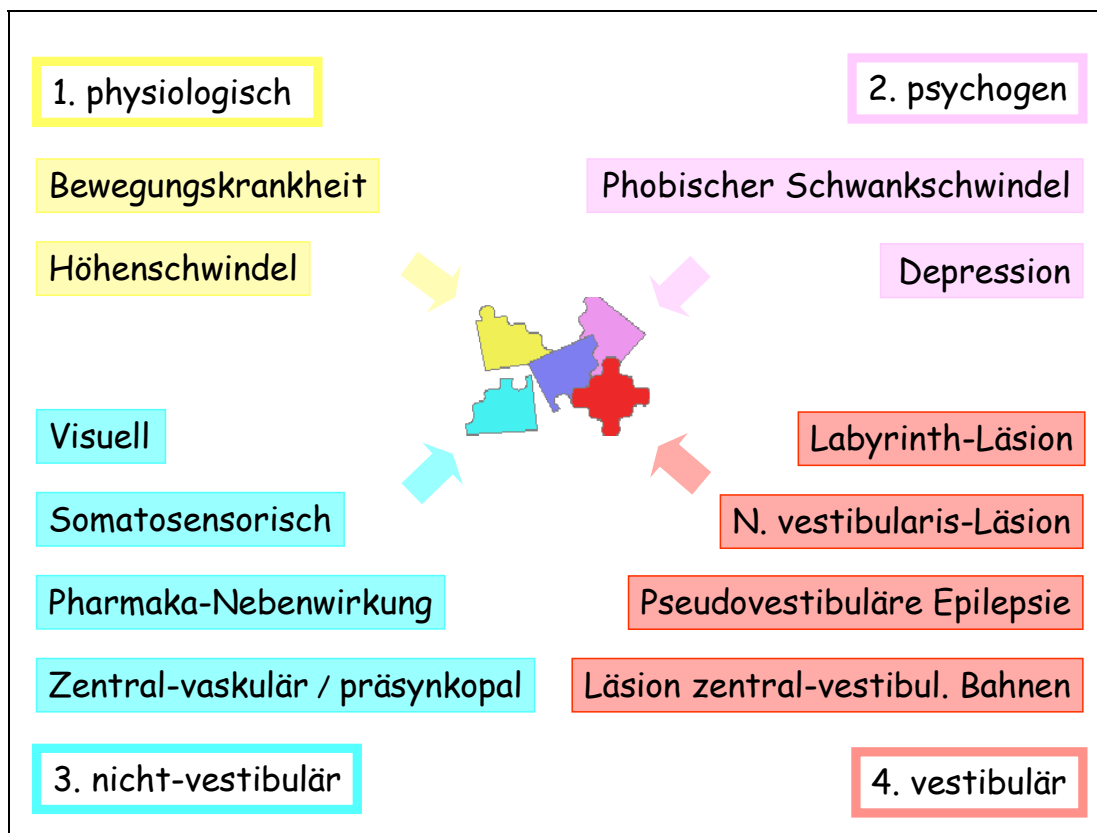 1. physiologisch
2. psychogen
Bewegungskrankheit
Phobischer Schwankschwindel
Höhenschwindel
Depression
Visuell
Labyrinth-Läsion
Somatosensorisch
N. vestibularis-Läsion
Pharmaka-Nebenwirkung
Pseudovestibuläre Epilepsie
Zentral-vaskulär / präsynkopal
Läsion zentral-vestibul. Bahnen
3. nicht-vestibulär
4. vestibulär